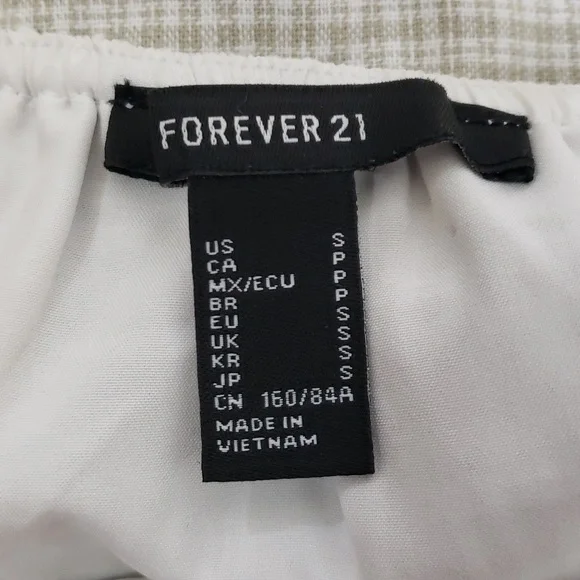 FOREVER 21
US S
CA P
MX/ECU P
BR P
EU S
UK S
KR S
JP S
CN 160/84A
MADE IN
VIETNAM